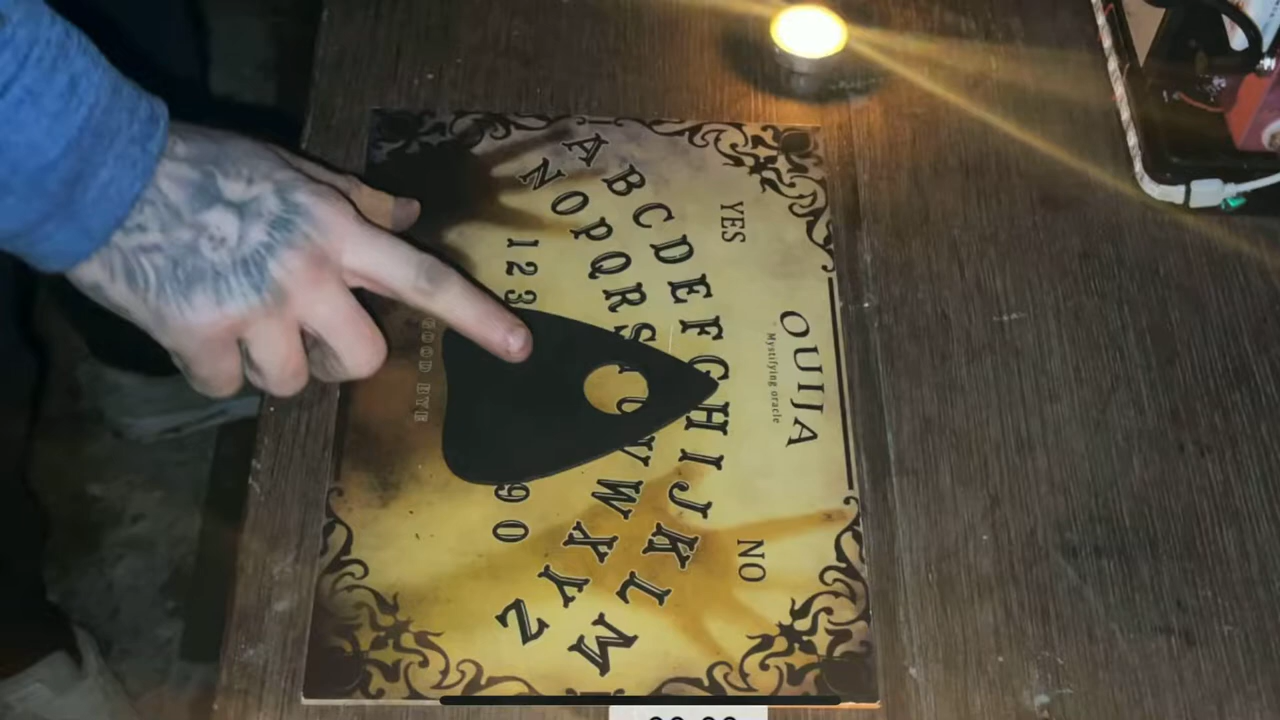 OUIJA
Mystifying oracle
YES
NO
A B C D E F G H I J K L M
N O P Q R S W X Y Z
1 2 3 9 0
GOOD BYE